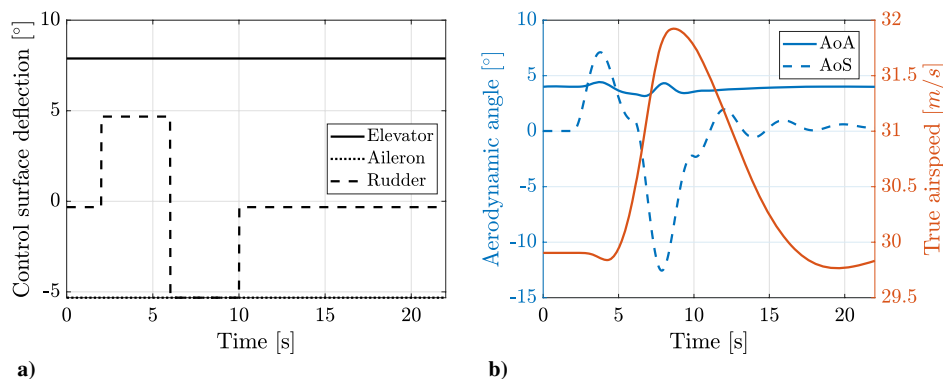 10
5
0
-5
Control surface deflection [°]
Elevator
Aileron
Rudder
0
5
10
15
20
Time [s]
a)
15
10
5
0
-5
-10
-15
Aerodynamic angle [°]
AoA
AoS
32
31.5
31
30.5
30
29.5
True airspeed [m/s]
0
5
10
15
20
Time [s]
b)